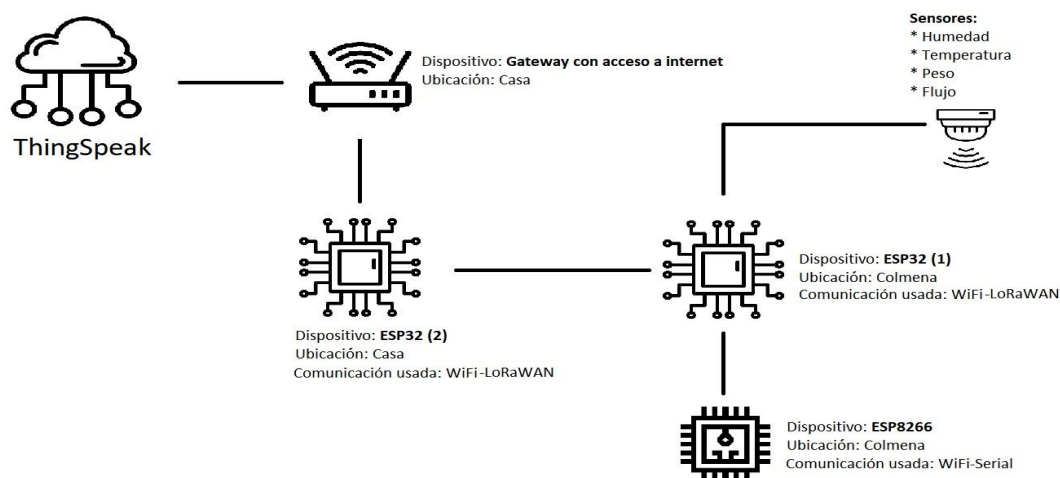 Sensores:
* Humedad
* Temperatura
* Peso
* Flujo
Dispositivo: Gateway con acceso a internet
Ubicación: Casa
ThingSpeak
Dispositivo: ESP32 (1)
Ubicación: Colmena
Comunicación usada: WiFi-LoRaWAN
Dispositivo: ESP32 (2)
Ubicación: Casa
Comunicación usada: WiFi-LoRaWAN
Dispositivo: ESP8266
Ubicación: Colmena
Comunicación usada: WiFi-Serial